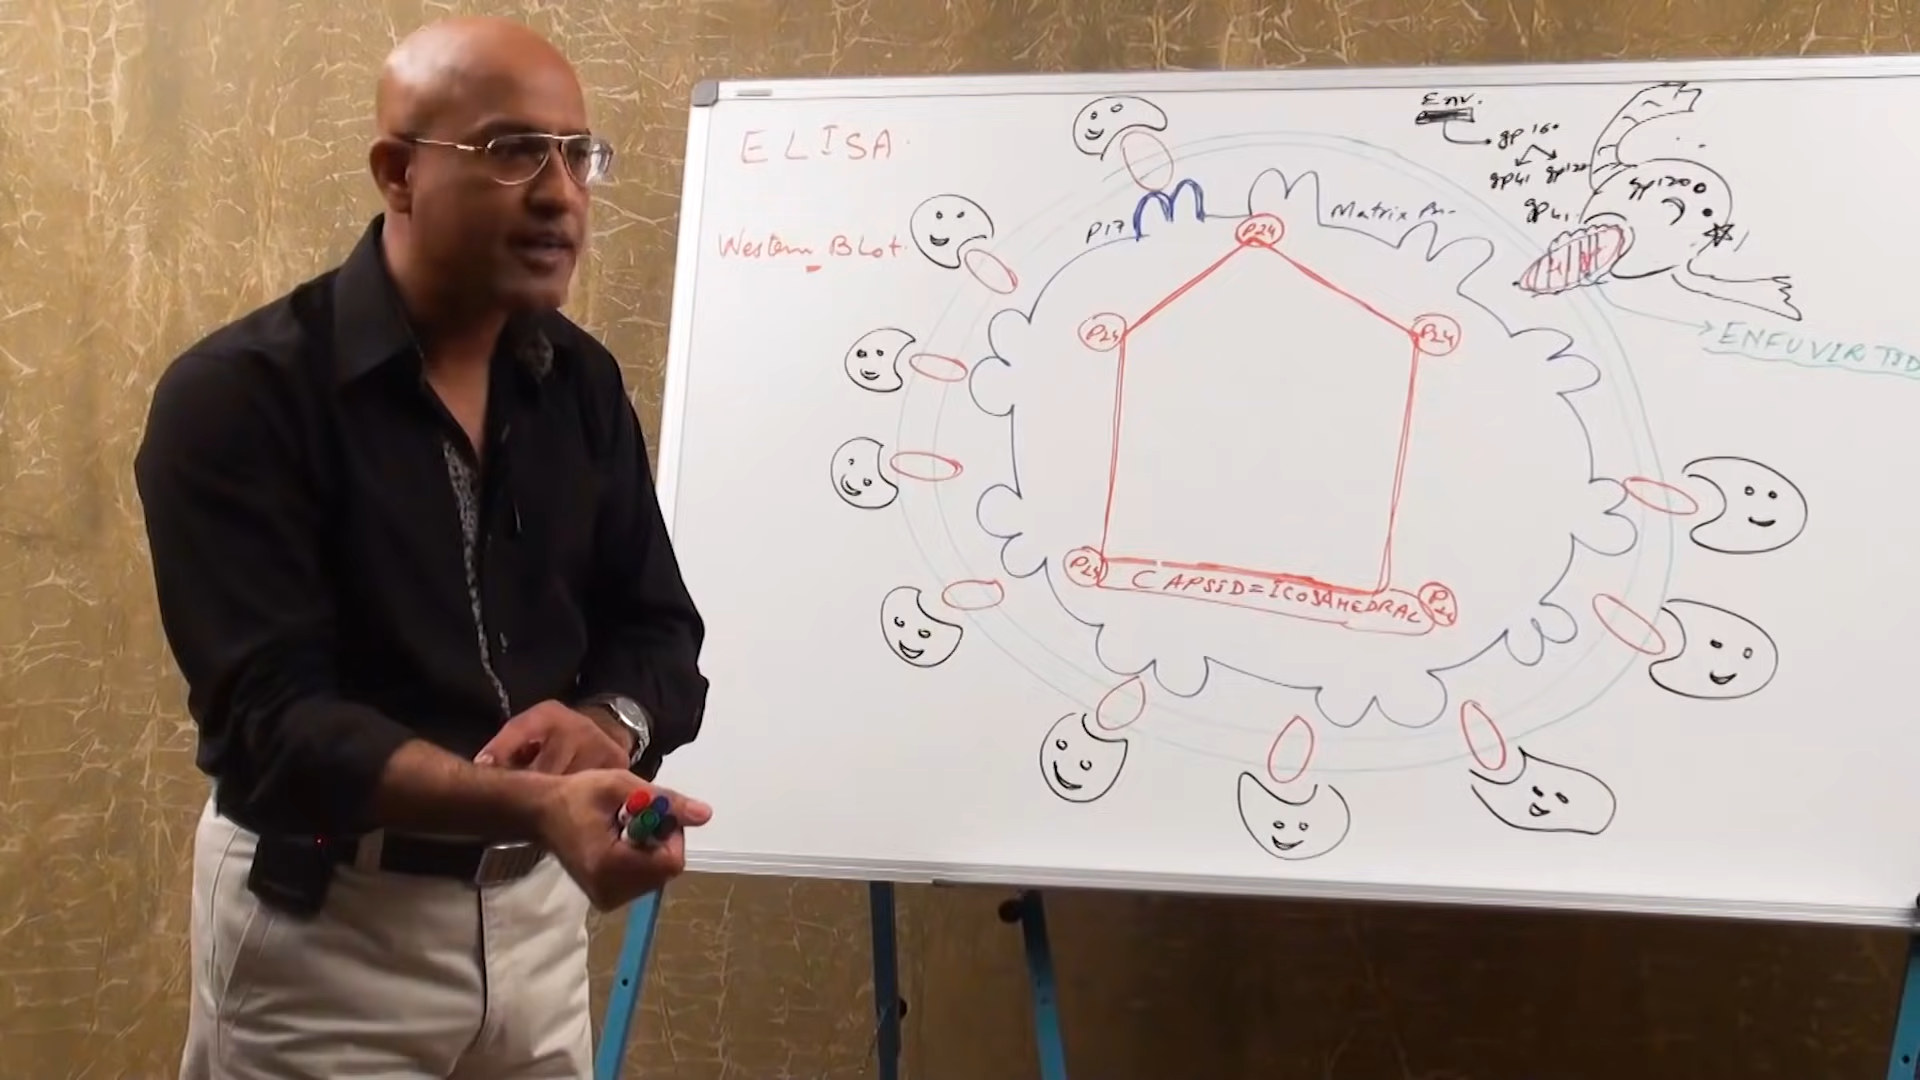 ELISA.
Western Blot.
Env.
gp 160
gp41 gp120
gp41.
gp120
P17
Matrix Pr.
P24
P24
P24
P24
P24
CAPSID=ICOSAHEDRAL
ENFUVIRTID